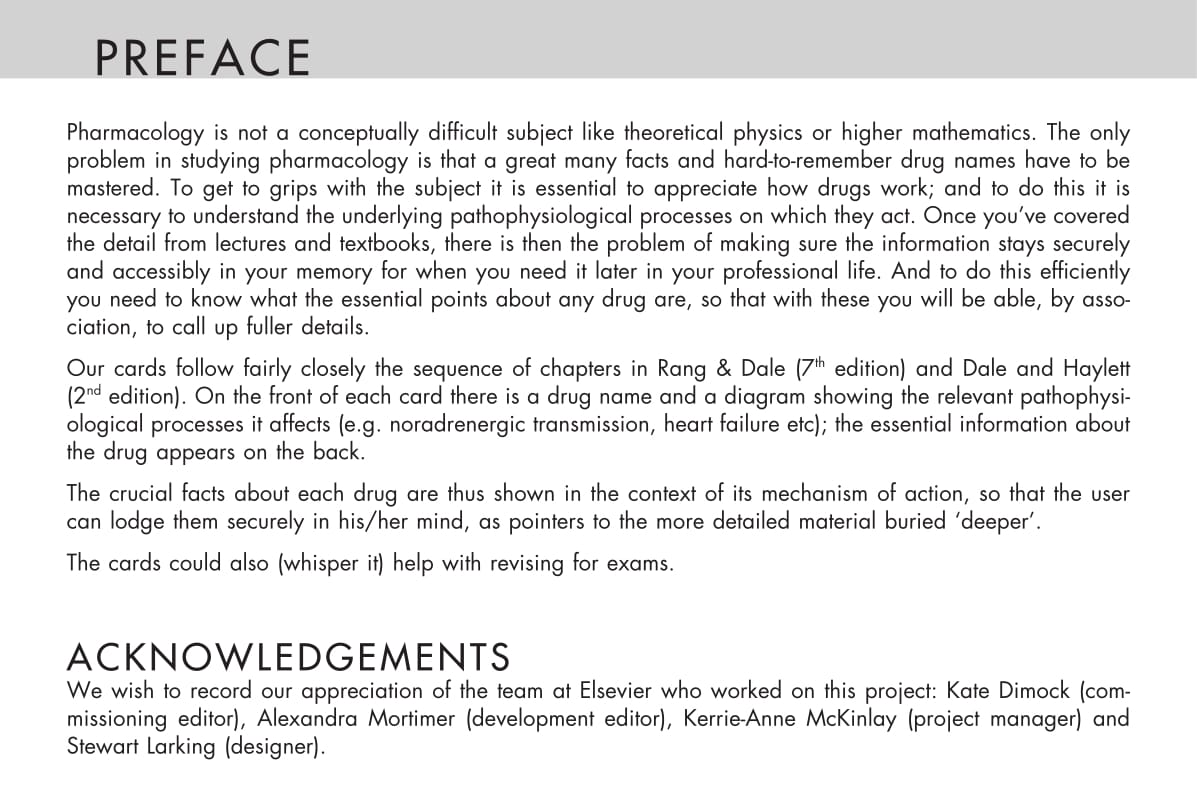 PREFACE
Pharmacology is not a conceptually difficult subject like theoretical physics or higher mathematics. The only
problem in studying pharmacology is that a great many facts and hard-to-remember drug names have to be
mastered. To get to grips with the subject it is essential to appreciate how drugs work; and to do this it is
necessary to understand the underlying pathophysiological processes on which they act. Once you’ve covered
the detail from lectures and textbooks, there is then the problem of making sure the information stays securely
and accessibly in your memory for when you need it later in your professional life. And to do this efficiently
you need to know what the essential points about any drug are, so that with these you will be able, by asso-
ciation, to call up fuller details.
Our cards follow fairly closely the sequence of chapters in Rang & Dale (7th edition) and Dale and Haylett
(2nd edition). On the front of each card there is a drug name and a diagram showing the relevant pathophysi-
ological processes it affects (e.g. noradrenergic transmission, heart failure etc); the essential information about
the drug appears on the back.
The crucial facts about each drug are thus shown in the context of its mechanism of action, so that the user
can lodge them securely in his/her mind, as pointers to the more detailed material buried ‘deeper’.
The cards could also (whisper it) help with revising for exams.
ACKNOWLEDGEMENTS
We wish to record our appreciation of the team at Elsevier who worked on this project: Kate Dimock (com-
missioning editor), Alexandra Mortimer (development editor), Kerrie-Anne McKinlay (project manager) and
Stewart Larking (designer).